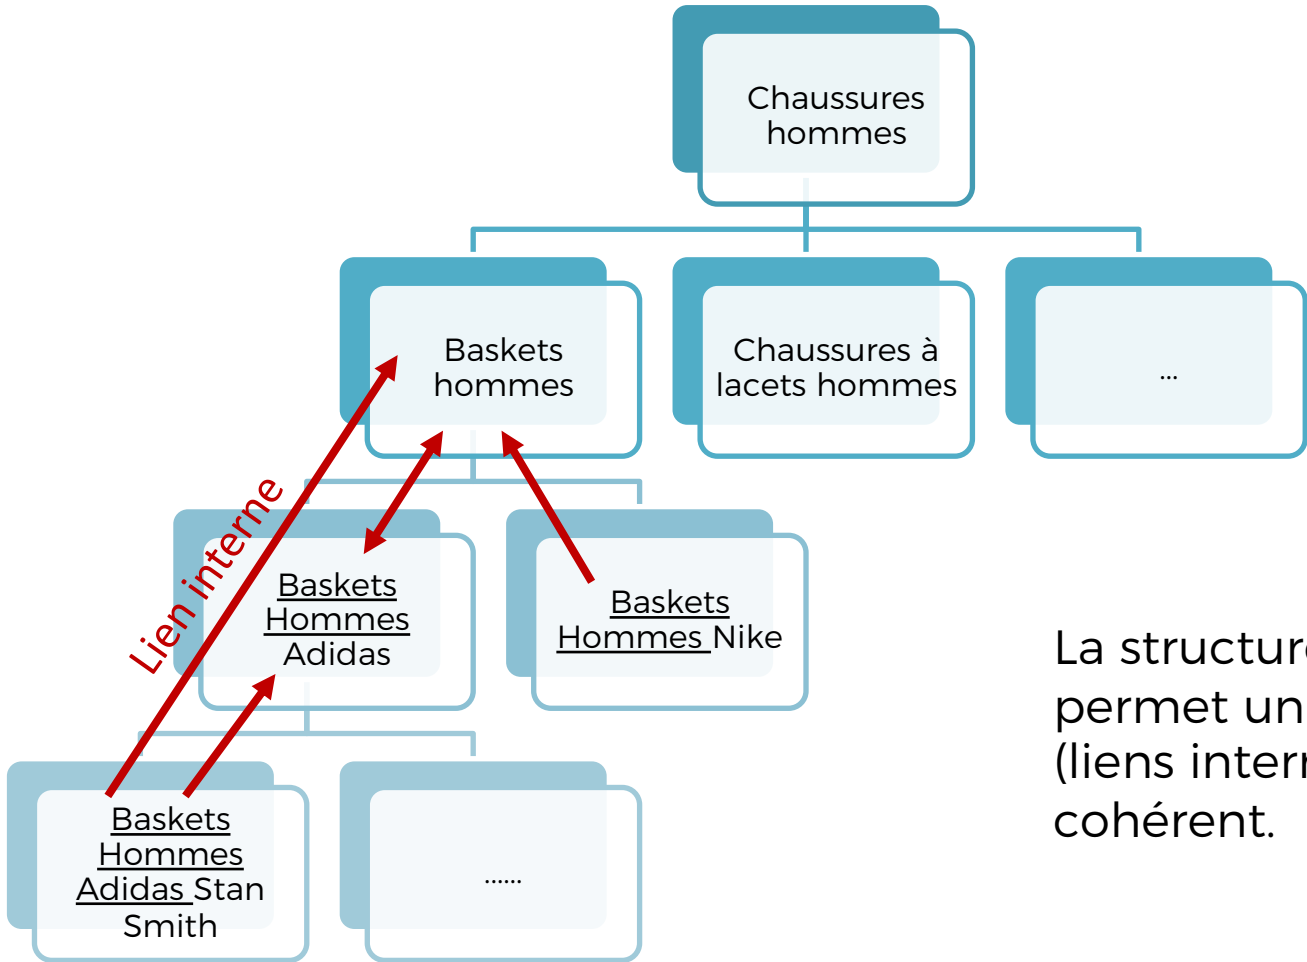 Chaussures
hommes
Baskets
hommes
Chaussures à
lacets hommes
...
Lien interne
Baskets
Hommes
Adidas
Baskets
Hommes Nike
La structure
permet un
(liens intern
cohérent.
Baskets
Hommes
Adidas Stan
Smith
......